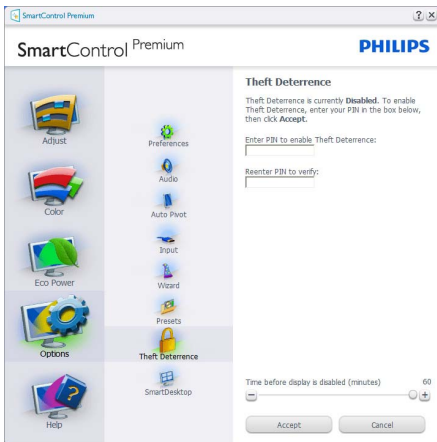 SmartControl Premium
? X
SmartControl Premium
PHILIPS
Adjust
Color
Eco Power
Options
Help
Preferences
Audio
Auto Pivot
Input
Wizard
Presets
Theft Deterrence
SmartDesktop
Theft Deterrence
Theft Deterrence is currently Disabled. To enable
Theft Deterrence, enter your PIN in the box below,
then click Accept.
Enter PIN to enable Theft Deterrence:
Reenter PIN to verify:
Time before display is disabled (minutes) 60
Accept
Cancel